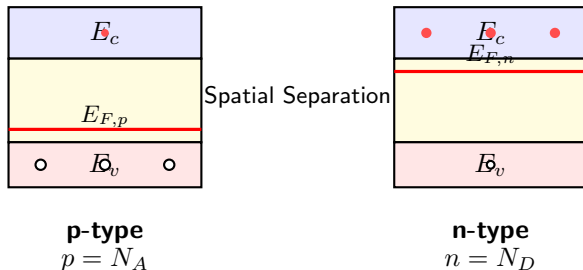 E_c
E_{F,p}
E_v
p-type
p = N_A
Spatial Separation
E_c
E_{F,n}
E_v
n-type
n = N_D